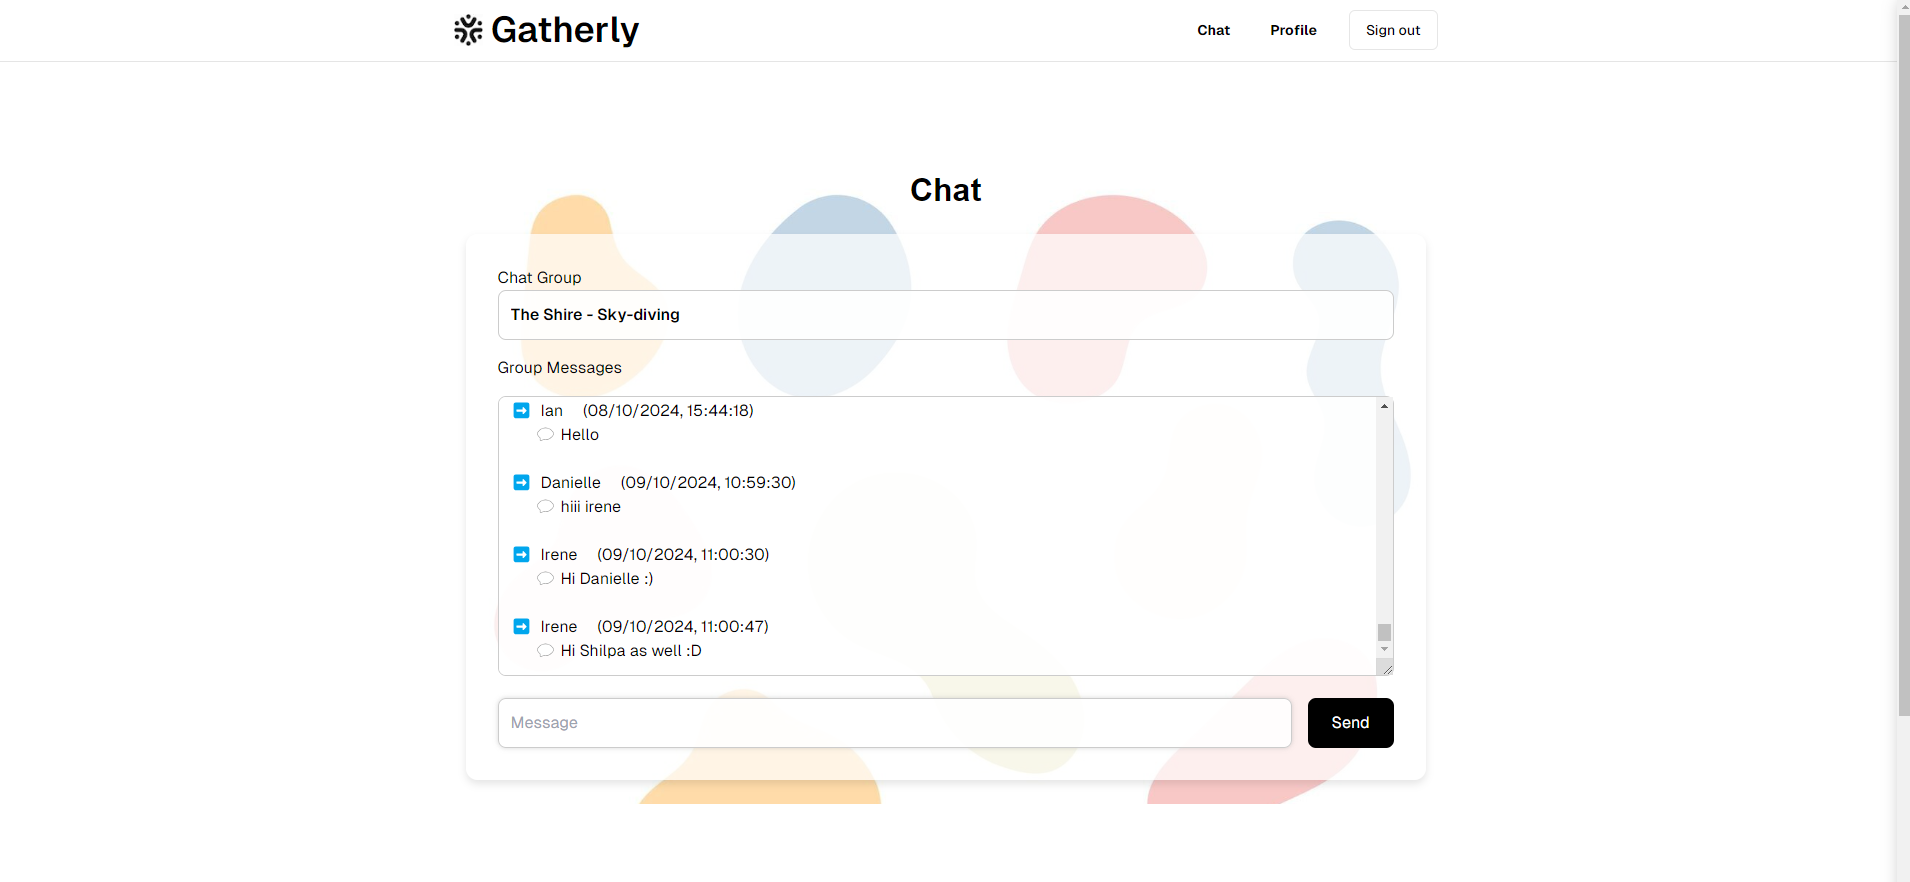 Gatherly
Chat
Profile
Sign out
Chat
Chat Group
The Shire - Sky-diving
Group Messages
➡️ Ian (08/10/2024, 15:44:18)
💬 Hello
➡️ Danielle (09/10/2024, 10:59:30)
💬 hiii irene
➡️ Irene (09/10/2024, 11:00:30)
💬 Hi Danielle :)
➡️ Irene (09/10/2024, 11:00:47)
💬 Hi Shilpa as well :D
Message
Send